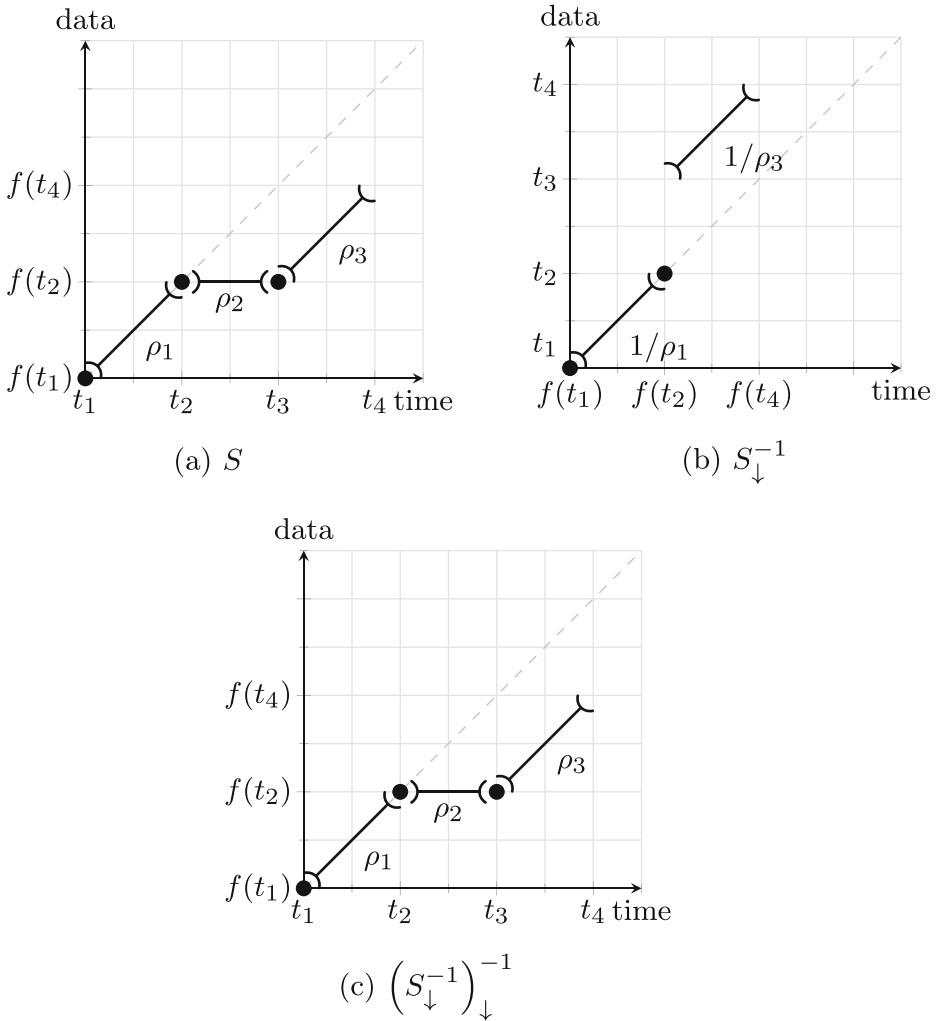 data
f(t₄)
f(t₂)
f(t₁)
ρ₁
ρ₂
ρ₃
t₁ t₂ t₃ t₄ time
(a) S
data
t₄
t₃
t₂
t₁
1/ρ₃
1/ρ₁
f(t₁) f(t₂) f(t₄) time
(b) S↓⁻¹
data
f(t₄)
f(t₂)
f(t₁)
ρ₁
ρ₂
ρ₃
t₁ t₂ t₃ t₄ time
(c) (S↓⁻¹)↓⁻¹